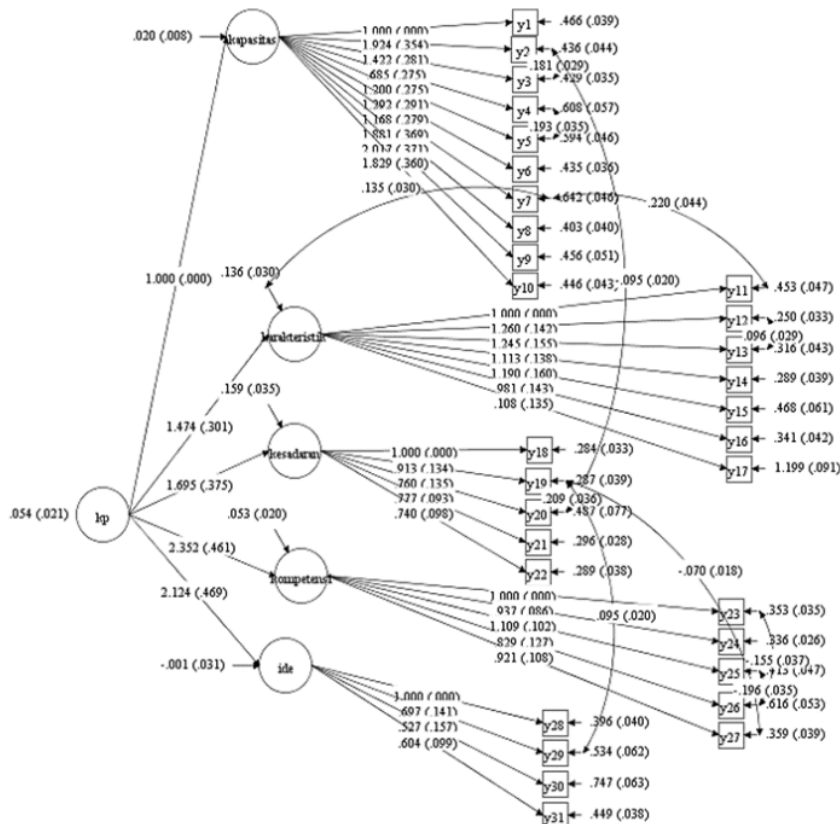 .020 (.008)
kapasitas
1.000 (.000)
1.924 (.354)
1.422 (.281)
.685 (.275)
1.200 (.275)
1.292 (.291)
1.168 (.279)
1.881 (.369)
2.017 (.371)
1.829 (.360)
.135 (.030)
y1
.466 (.039)
y2
.436 (.044)
.181 (.029)
y3
.429 (.035)
y4
.608 (.057)
.193 (.035)
y5
.594 (.046)
y6
.435 (.036)
y7
.642 (.046)
.220 (.044)
y8
.403 (.040)
y9
.456 (.051)
y10
.446 (.043)
-.095 (.020)
1.000 (.000)
.136 (.030)
karakteristik
1.000 (.000)
1.260 (.142)
1.245 (.155)
1.113 (.138)
1.190 (.160)
.981 (.143)
.108 (.135)
y11
.453 (.047)
y12
.250 (.033)
.096 (.029)
y13
.316 (.043)
y14
.289 (.039)
y15
.468 (.061)
y16
.341 (.042)
y17
1.199 (.091)
1.474 (.301)
.159 (.035)
kesadaran
1.000 (.000)
.913 (.134)
.760 (.135)
.727 (.093)
.740 (.098)
y18
.284 (.033)
y19
.287 (.039)
.209 (.036)
y20
.487 (.077)
y21
.296 (.028)
y22
.289 (.038)
1.695 (.375)
.054 (.021)
kp
.053 (.020)
kompetensi
2.352 (.461)
2.124 (.469)
-.070 (.018)
.095 (.020)
1.000 (.000)
.937 (.086)
1.109 (.102)
.829 (.127)
.921 (.108)
y23
.353 (.035)
y24
.336 (.026)
-.155 (.037)
y25
(.047)
-.196 (.035)
y26
.616 (.053)
y27
.359 (.039)
-.001 (.031)
ide
1.000 (.000)
.697 (.141)
.527 (.157)
.604 (.099)
y28
.396 (.040)
y29
.534 (.062)
y30
.747 (.063)
y31
.449 (.038)